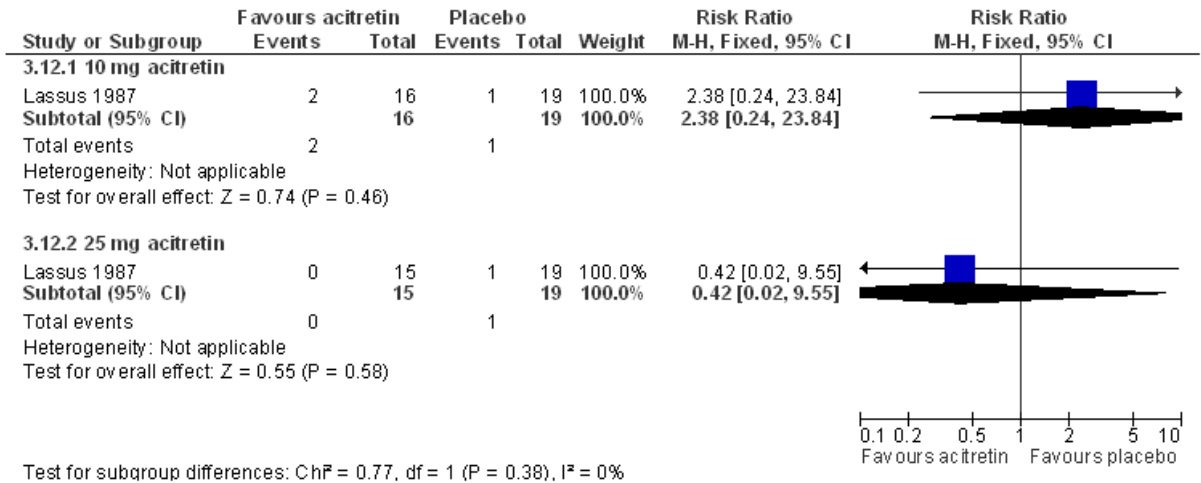 Favours acitretin Placebo Risk Ratio Risk Ratio
Study or Subgroup Events Total Events Total Weight M-H, Fixed, 95% CI M-H, Fixed, 95% CI
3.12.1 10 mg acitretin
Lassus 1987 2 16 1 19 100.0% 2.38 [0.24, 23.84]
Subtotal (95% CI) 16 19 100.0% 2.38 [0.24, 23.84]
Total events 2 1
Heterogeneity: Not applicable
Test for overall effect: Z = 0.74 (P = 0.46)
3.12.2 25 mg acitretin
Lassus 1987 0 15 1 19 100.0% 0.42 [0.02, 9.55]
Subtotal (95% CI) 15 19 100.0% 0.42 [0.02, 9.55]
Total events 0 1
Heterogeneity: Not applicable
Test for overall effect: Z = 0.55 (P = 0.58)
0.1 0.2 0.5 1 2 5 10
Favours acitretin Favours placebo
Test for subgroup differences: Chi² = 0.77, df = 1 (P = 0.38), I² = 0%